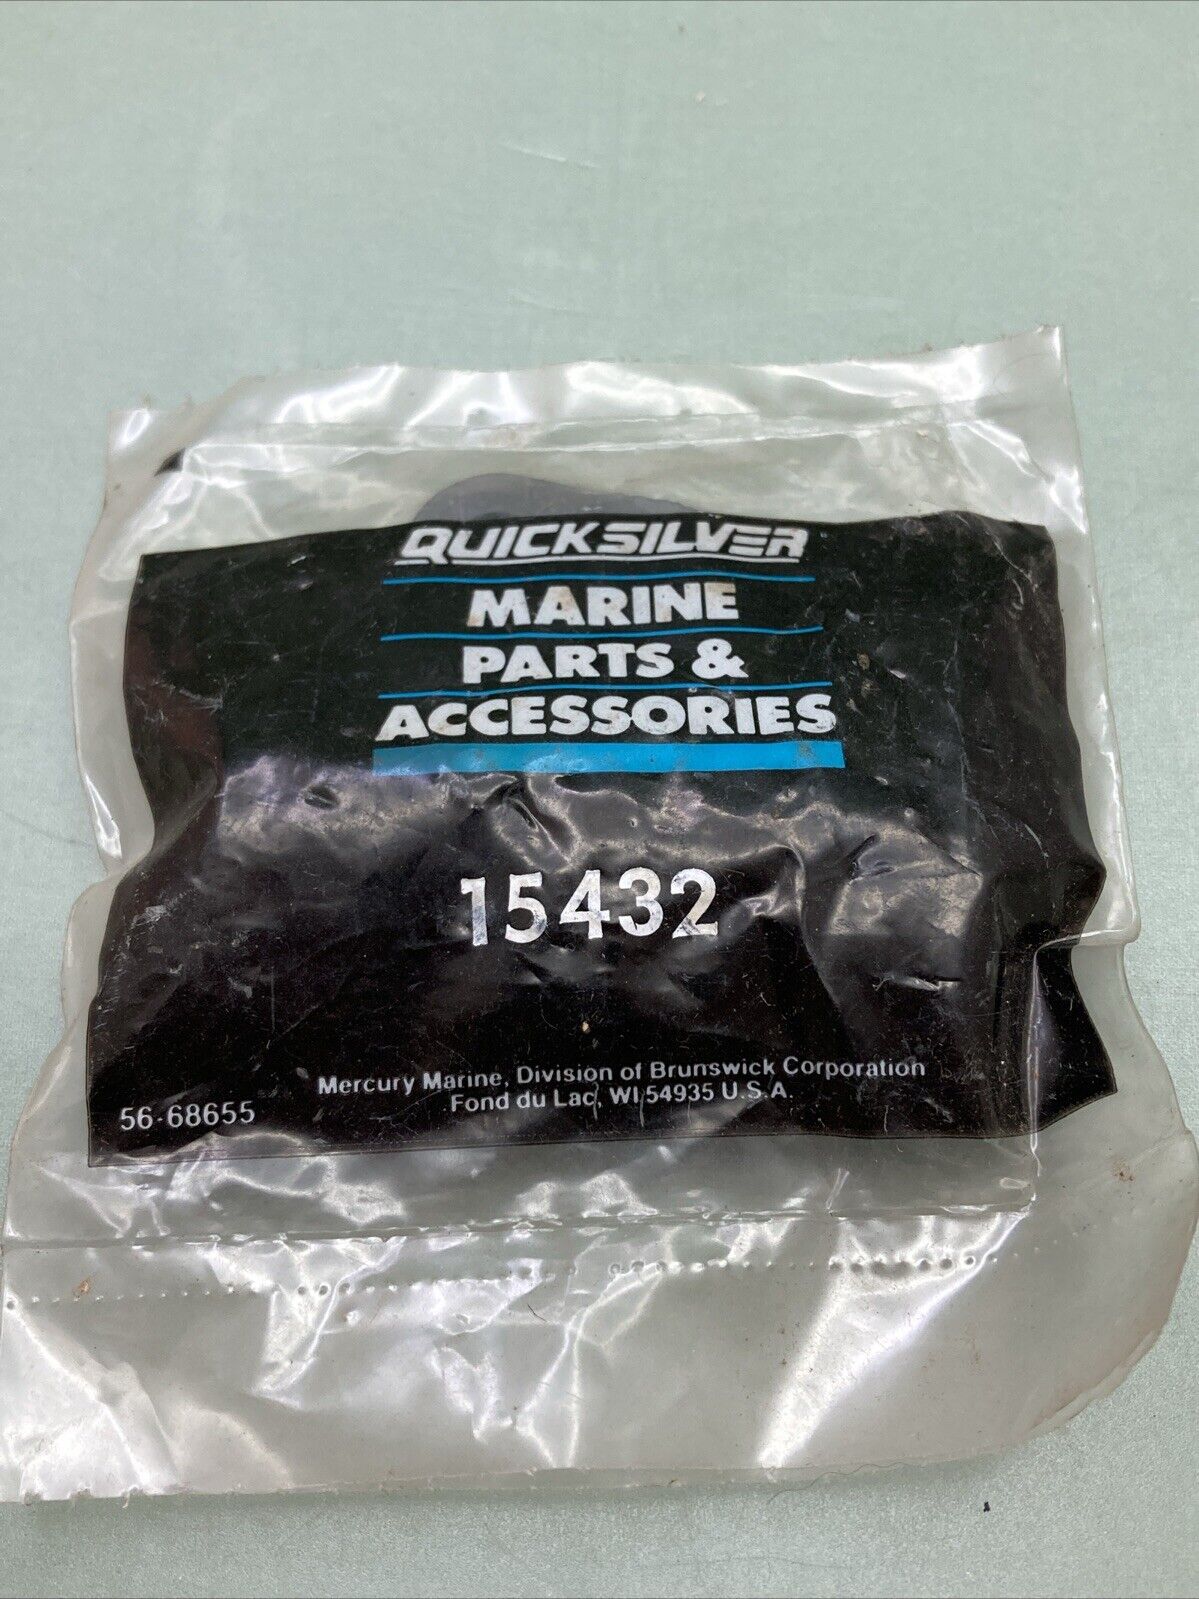 QUICKSILVER
MARINE
PARTS &
ACCESSORIES
15432
Mercury Marine, Division of Brunswick Corporation
Fond du Lac, WI 54935 U.S.A.
56-68655